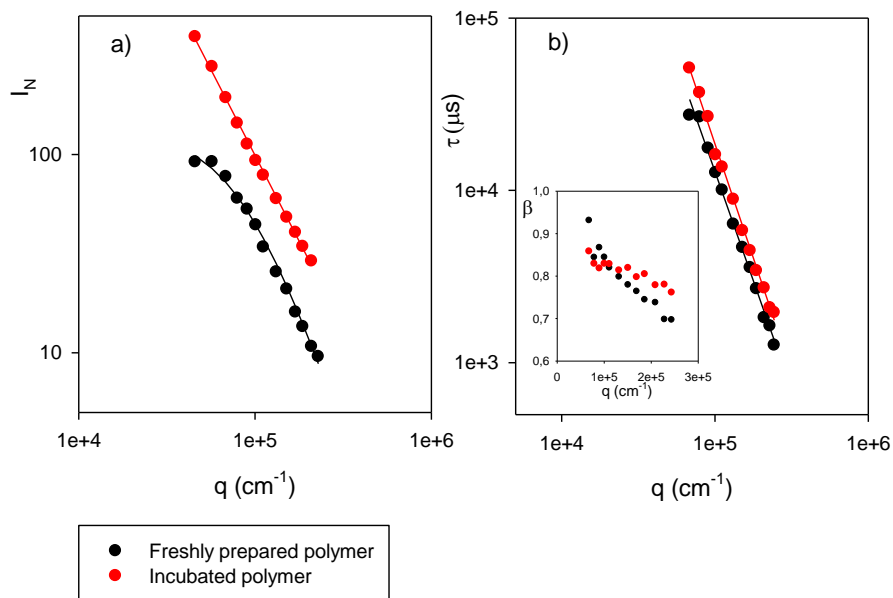 a)
I_N
100
10
1e+4
1e+5
1e+6
q (cm⁻¹)
b)
τ (μs)
1e+5
1e+4
1e+3
1e+4
1e+5
1e+6
q (cm⁻¹)
β
1,0
0,9
0,8
0,7
0,6
0
1e+5
2e+5
3e+5
q (cm⁻¹)
Freshly prepared polymer
Incubated polymer